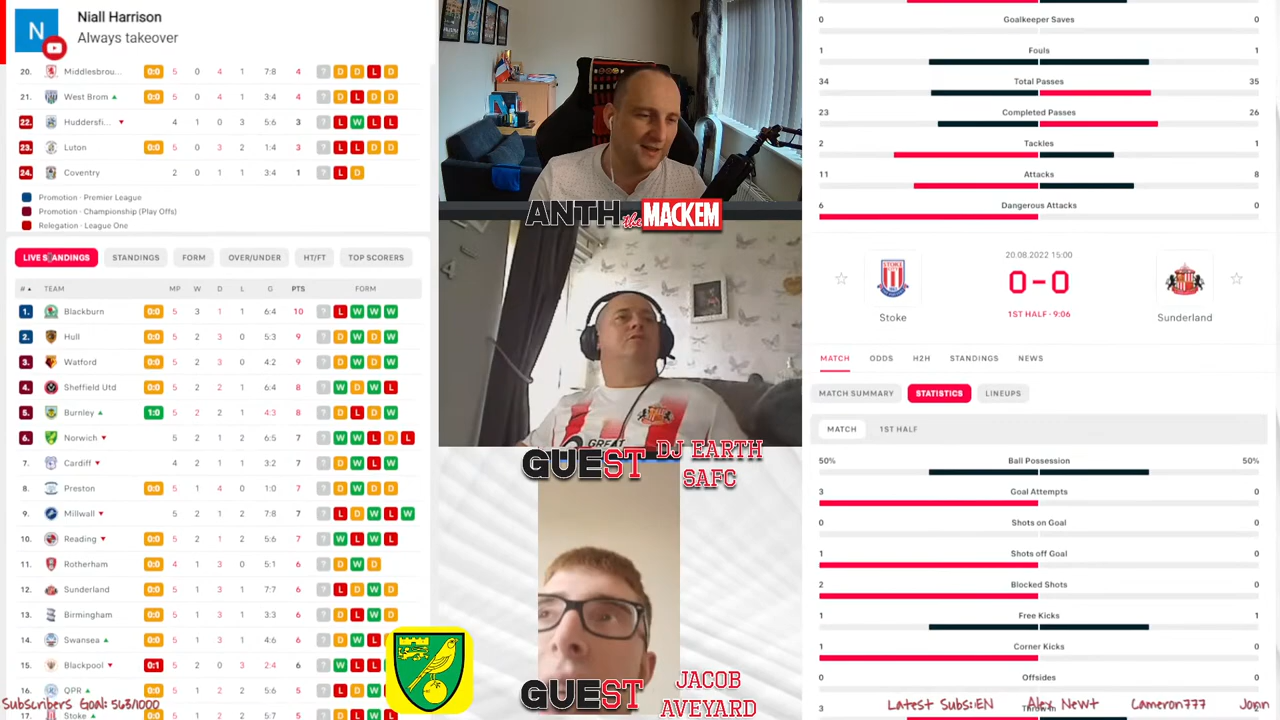 N
Niall Harrison
Always takeover
20. Middlesbrou... 0:0 5 0 4 1 7:8 4 ? D D L D
21. West Brom 0:0 5 0 4 1 3:4 4 ? D L D D
22. Huddersfi... 4 1 0 3 5:6 3 ? L W L L
23. Luton 0:0 5 0 3 2 1:4 3 ? L L D D
24. Coventry 2 0 1 1 3:4 1 ? L D
Promotion - Premier League
Promotion - Championship (Play Offs)
Relegation - League One
LIVE STANDINGS STANDINGS FORM OVER/UNDER HT/FT TOP SCORERS
# TEAM MP W D L G PTS FORM
1. Blackburn 0:0 5 3 1 1 6:4 10 ? L W W W
2. Hull 0:0 5 2 3 0 5:3 9 ? D W D W
3. Watford 0:0 5 2 3 0 4:2 9 ? D W D W
4. Sheffield Utd 0:0 5 2 2 1 6:4 8 ? W D W L
5. Burnley 1:0 5 2 2 1 4:3 8 ? D L D W
6. Norwich 5 2 1 2 6:5 7 ? W W L D L
7. Cardiff 4 2 1 1 3:2 7 ? D W L W
8. Preston 0:0 5 1 4 0 1:0 7 ? D W D D
9. Millwall 5 2 1 2 7:8 7 ? L D W L W
10. Reading 0:0 5 2 1 2 5:6 7 ? W L W L
11. Rotherham 0:0 4 1 3 0 5:1 6 ? D W D
12. Sunderland 0:0 5 1 3 1 7:7 6 ? L D W D
13. Birmingham 0:0 5 1 3 1 3:3 6 ? D L W D
14. Swansea 0:0 5 1 3 1 4:6 6 ? D W L
15. Blackpool 0:1 5 2 0 3 2:4 6 ? W L L
16. QPR 0:0 5 1 2 2 5:6 5 ? L D W
17. Stoke 0:0 5 1 2 2 5:7 5 ? L D W
Subscribers Goal: 563/1000
ANTH the MACKEM
GREAT
GUEST DJ EARTH
SAFC
GUEST JACOB
AVEYARD
0 Goalkeeper Saves 0
1 Fouls 1
34 Total Passes 35
23 Completed Passes 26
2 Tackles 1
11 Attacks 8
6 Dangerous Attacks 0
20.08.2022 15:00
0-0
1ST HALF - 9:06
Stoke Sunderland
MATCH ODDS H2H STANDINGS NEWS
MATCH SUMMARY STATISTICS LINEUPS
MATCH 1ST HALF
50% Ball Possession 50%
3 Goal Attempts 0
0 Shots on Goal 0
1 Shots off Goal 0
2 Blocked Shots 0
1 Free Kicks 1
1 Corner Kicks 0
0 Offsides 0
3 Throw-in
Latest Subs: EN Alex Newt Cameron777